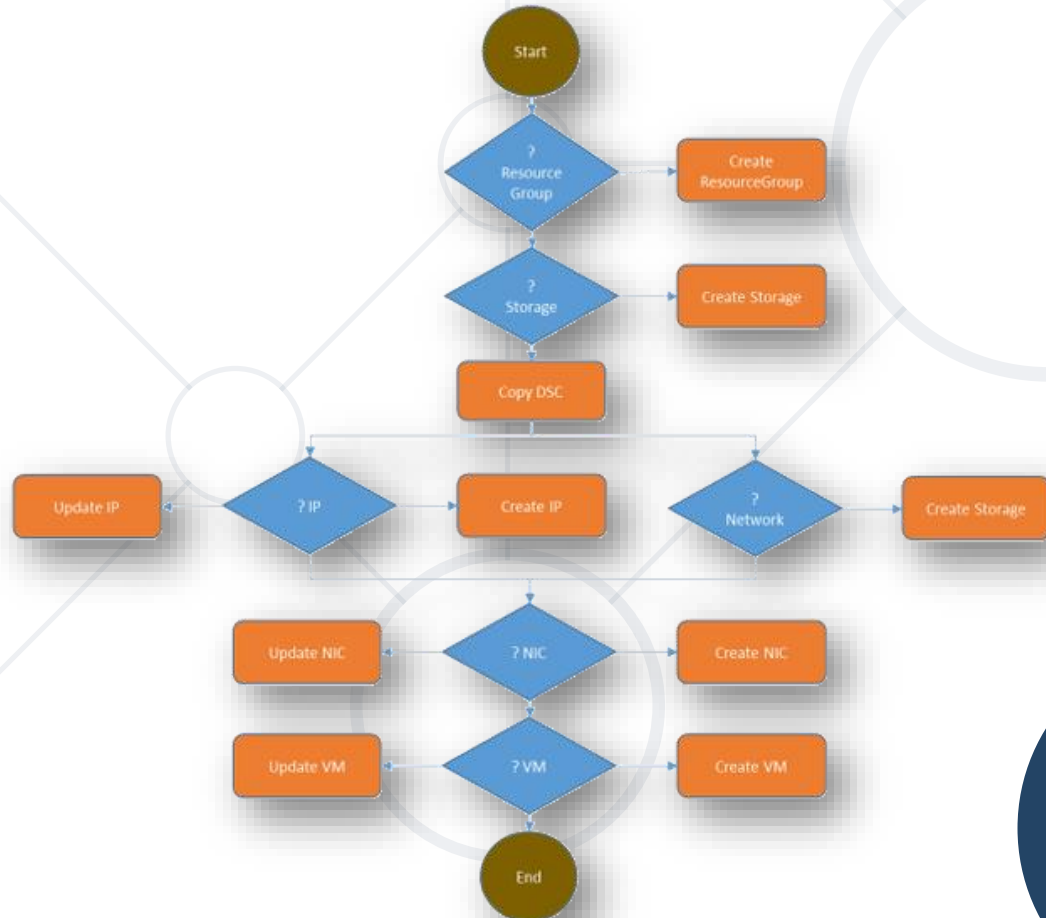 Start
?
Resource
Group
Create
ResourceGroup
?
Storage
Create Storage
Copy DSC
Update IP
? IP
Create IP
?
Network
Create Storage
Update NIC
? NIC
Create NIC
Update VM
? VM
Create VM
End